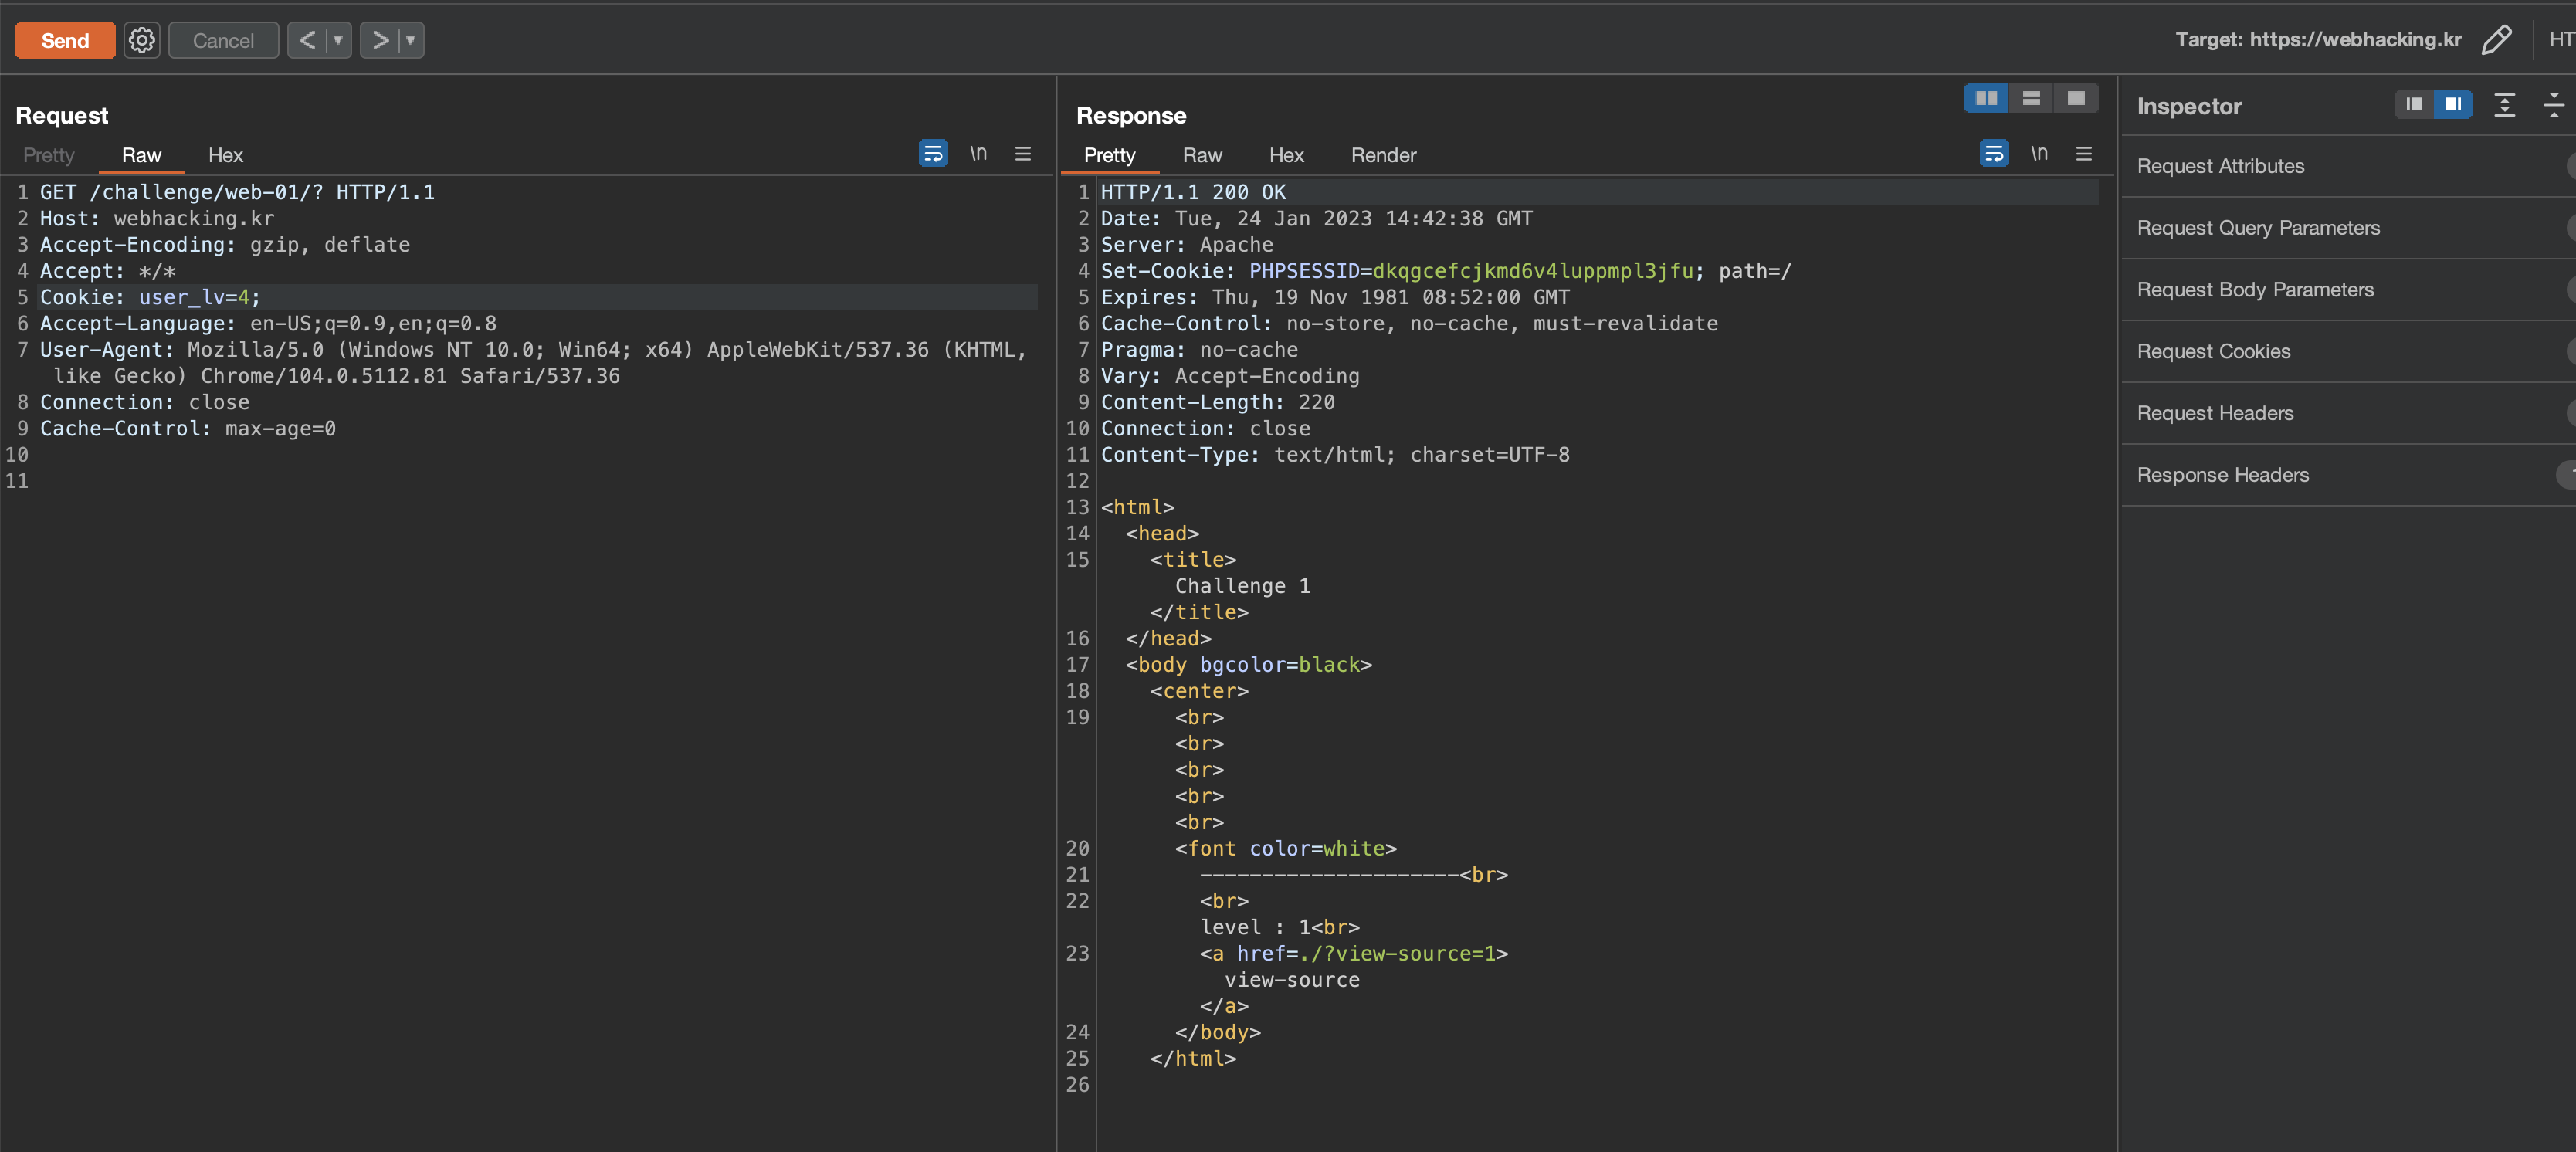 Send
Cancel
< | ▼
> | ▼
Target: https://webhacking.kr
HT
Request
Pretty Raw Hex
\n
1 GET /challenge/web-01/? HTTP/1.1
2 Host: webhacking.kr
3 Accept-Encoding: gzip, deflate
4 Accept: */*
5 Cookie: user_lv=4;
6 Accept-Language: en-US;q=0.9,en;q=0.8
7 User-Agent: Mozilla/5.0 (Windows NT 10.0; Win64; x64) AppleWebKit/537.36 (KHTML,
like Gecko) Chrome/104.0.5112.81 Safari/537.36
8 Connection: close
9 Cache-Control: max-age=0
10
11
Response
Pretty Raw Hex Render
\n
1 HTTP/1.1 200 OK
2 Date: Tue, 24 Jan 2023 14:42:38 GMT
3 Server: Apache
4 Set-Cookie: PHPSESSID=dkqgcefcjkmd6v4luppmpl3jfu; path=/
5 Expires: Thu, 19 Nov 1981 08:52:00 GMT
6 Cache-Control: no-store, no-cache, must-revalidate
7 Pragma: no-cache
8 Vary: Accept-Encoding
9 Content-Length: 220
10 Connection: close
11 Content-Type: text/html; charset=UTF-8
12
13 <html>
14 <head>
15 <title>
Challenge 1
</title>
16 </head>
17 <body bgcolor=black>
18 <center>
19 <br>
<br>
<br>
<br>
<br>
20 <font color=white>
21 ---------------------<br>
22 <br>
level : 1<br>
23 <a href=./?view-source=1>
view-source
</a>
24 </body>
25 </html>
26
Inspector
Request Attributes
Request Query Parameters
Request Body Parameters
Request Cookies
Request Headers
Response Headers